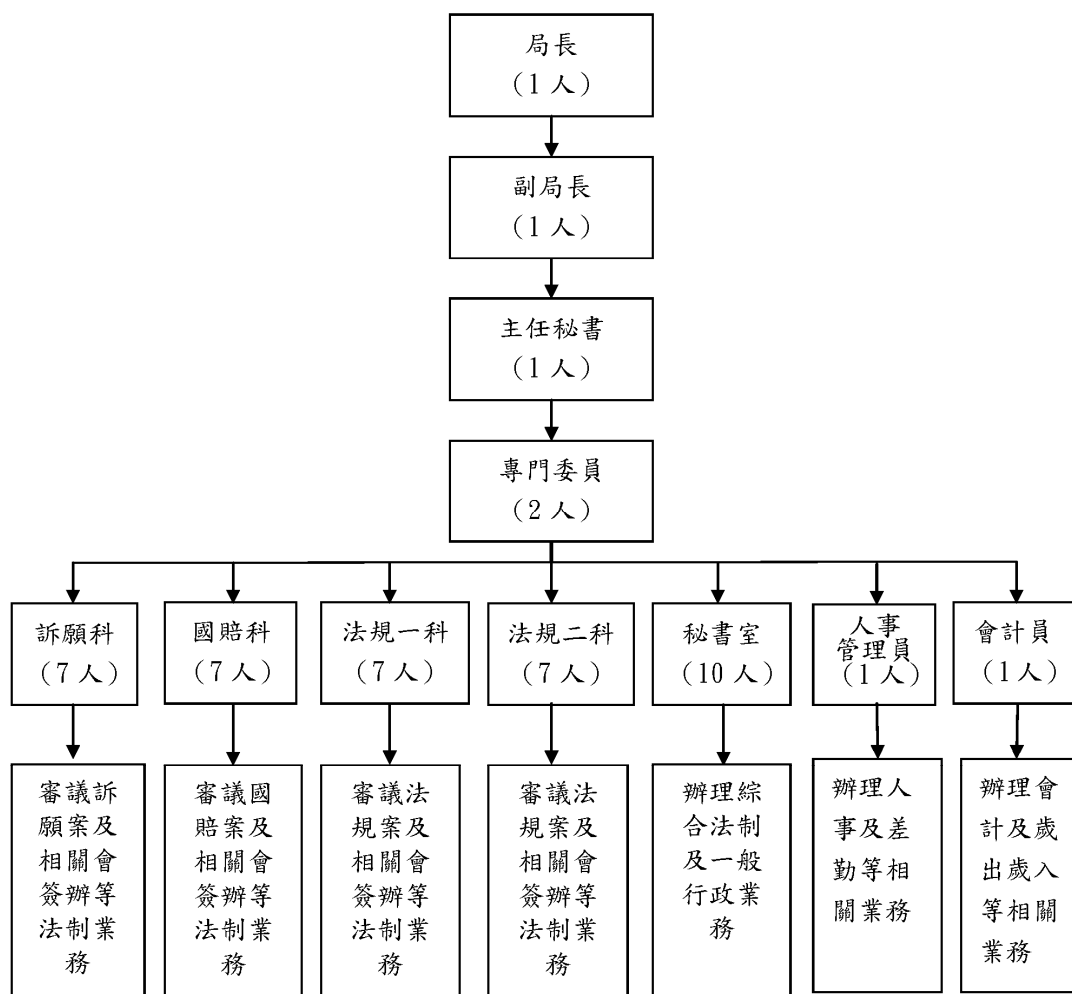 局長
(1人)
副局長
(1人)
主任秘書
(1人)
專門委員
(2人)
訴願科
(7人)
國賠科
(7人)
法規一科
(7人)
法規二科
(7人)
秘書室
(10人)
人事
管理員
(1人)
會計員
(1人)
審議訴
願案及
相關會
簽辦等
法制業
務
審議國
賠案及
相關會
簽辦等
法制業
務
審議法
規案及
相關會
簽辦等
法制業
務
審議法
規案及
相關會
簽辦等
法制業
務
辦理綜
合法制
及一般
行政業
務
辦理人
事及差
勤等相
關業務
辦理會
計及歲
出歲入
等相關
業務